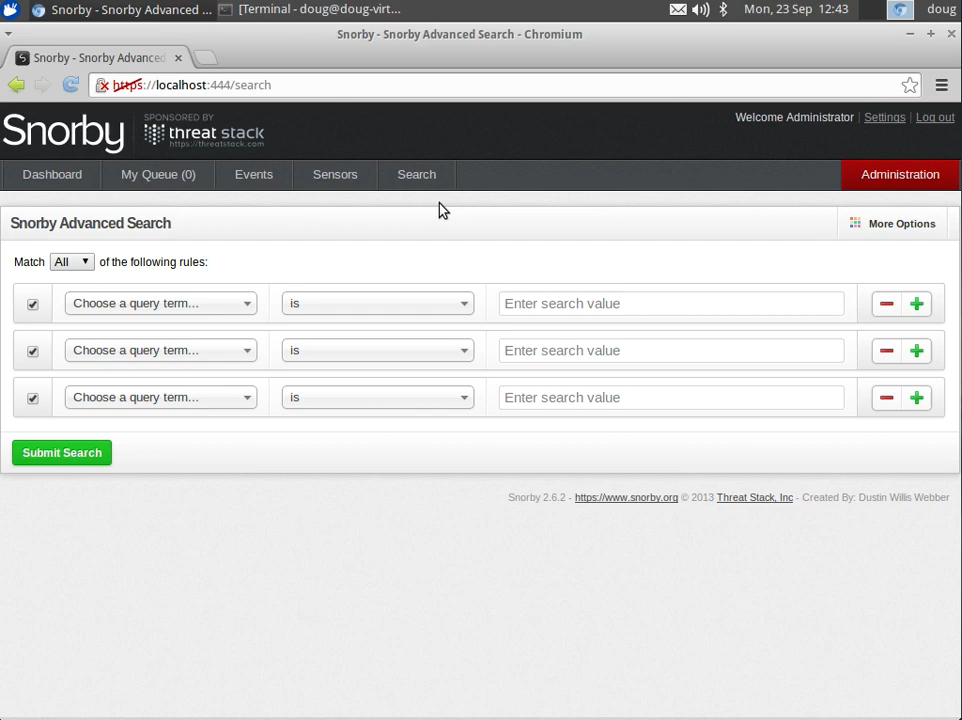 Snorby - Snorby Advanced ... [Terminal - doug@doug-virt... Mon, 23 Sep 12:43 doug
Snorby - Snorby Advanced Search - Chromium
Snorby - Snorby Advanced
https://localhost:444/search
Snorby SPONSORED BY threat stack https://threatstack.com Welcome Administrator | Settings | Log out
Dashboard My Queue (0) Events Sensors Search Administration
Snorby Advanced Search More Options
Match All of the following rules:
Choose a query term... is Enter search value
Choose a query term... is Enter search value
Choose a query term... is Enter search value
Submit Search
Snorby 2.6.2 - https://www.snorby.org © 2013 Threat Stack, Inc - Created By: Dustin Willis Webber